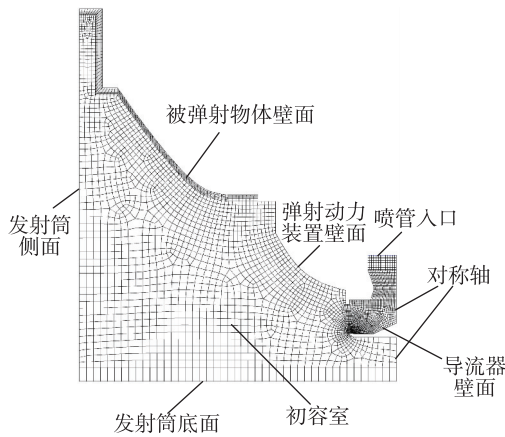 被弹射物体壁面
发射筒
侧面
弹射动力
装置壁面
喷管入口
对称轴
导流器
壁面
初容室
发射筒底面